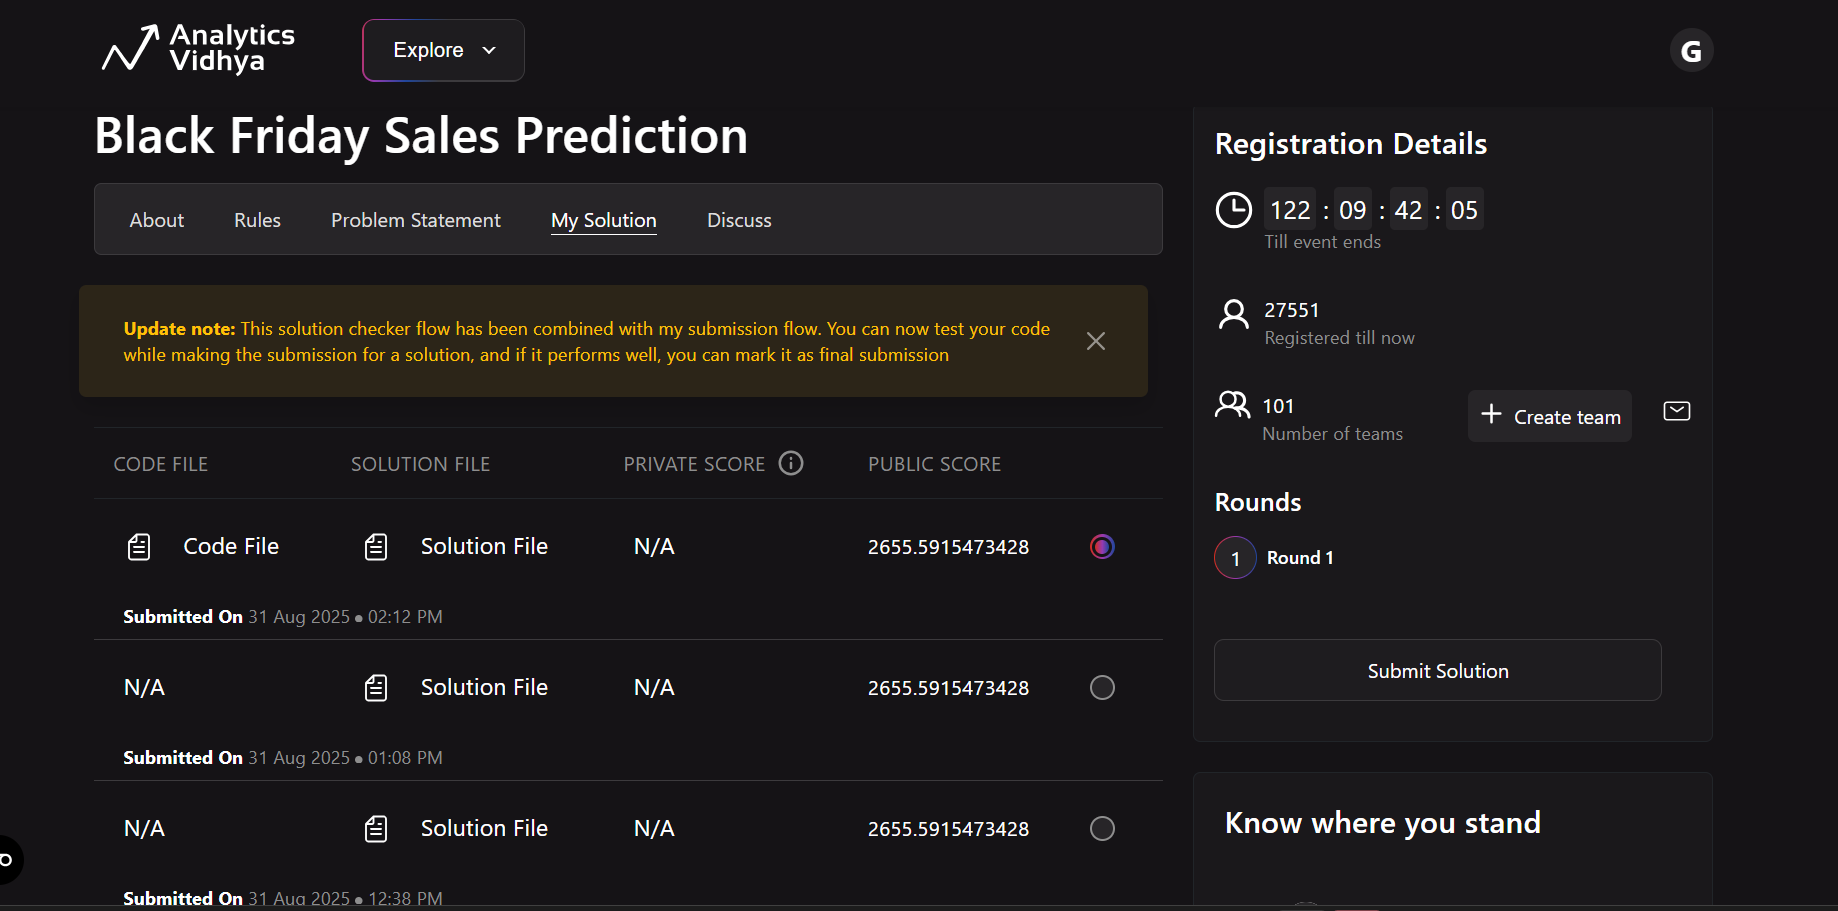 Analytics
Vidhya
Explore
G
Black Friday Sales Prediction
About Rules Problem Statement My Solution Discuss
Update note: This solution checker flow has been combined with my submission flow. You can now test your code
while making the submission for a solution, and if it performs well, you can mark it as final submission
CODE FILE SOLUTION FILE PRIVATE SCORE PUBLIC SCORE
Code File Solution File N/A 2655.5915473428
Submitted On 31 Aug 2025 • 02:12 PM
N/A Solution File N/A 2655.5915473428
Submitted On 31 Aug 2025 • 01:08 PM
N/A Solution File N/A 2655.5915473428
Submitted On 31 Aug 2025 • 12:38 PM
Registration Details
122 : 09 : 42 : 05
Till event ends
27551
Registered till now
101
Number of teams
+ Create team
Rounds
1 Round 1
Submit Solution
Know where you stand